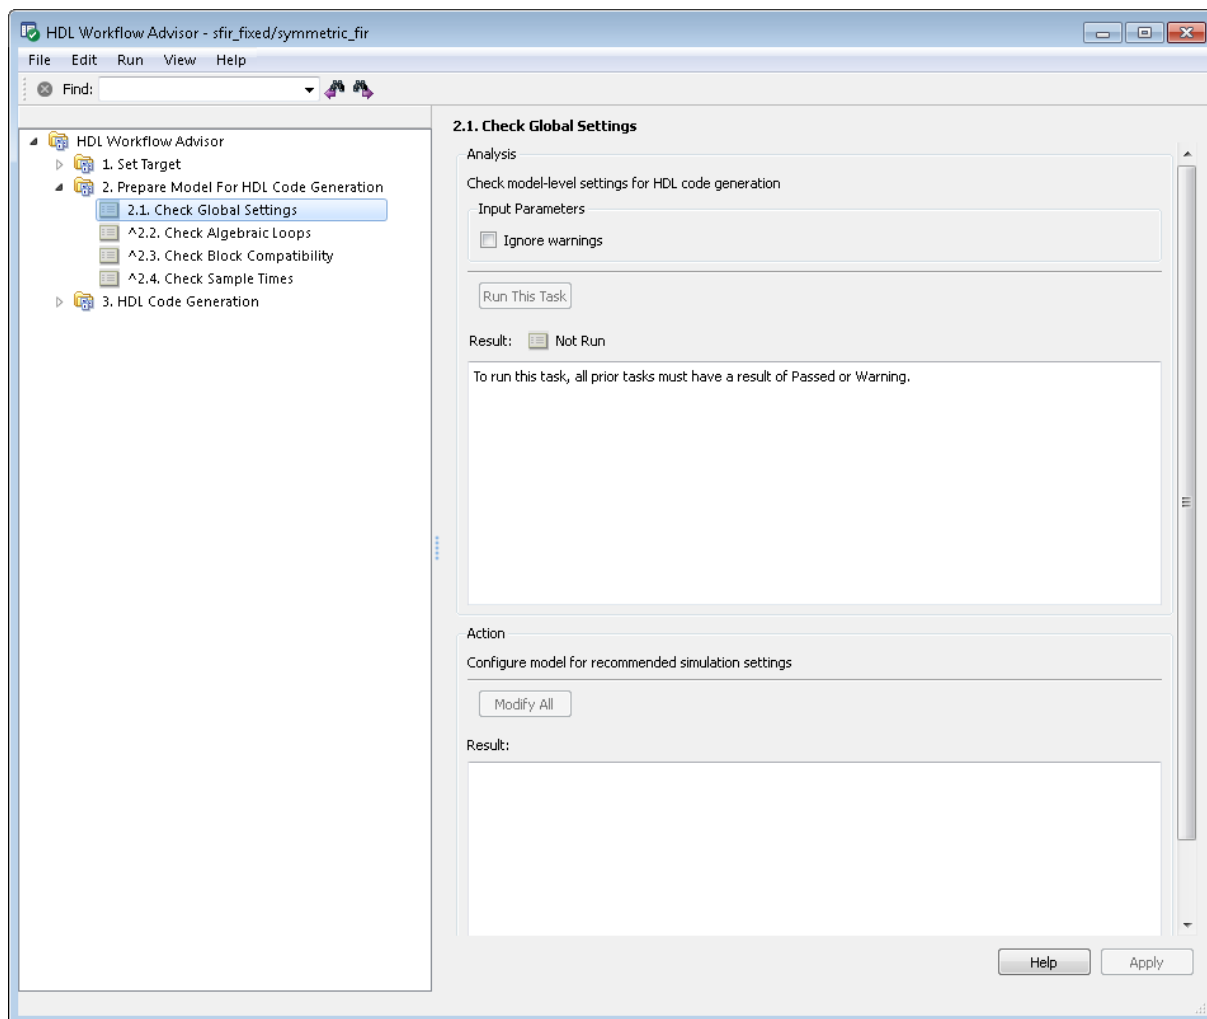 HDL Workflow Advisor - sfir_fixed/symmetric_fir
File Edit Run View Help
Find:
HDL Workflow Advisor
1. Set Target
2. Prepare Model For HDL Code Generation
2.1. Check Global Settings
^2.2. Check Algebraic Loops
^2.3. Check Block Compatibility
^2.4. Check Sample Times
3. HDL Code Generation
2.1. Check Global Settings
Analysis
Check model-level settings for HDL code generation
Input Parameters
Ignore warnings
Run This Task
Result: Not Run
To run this task, all prior tasks must have a result of Passed or Warning.
Action
Configure model for recommended simulation settings
Modify All
Result:
Help Apply